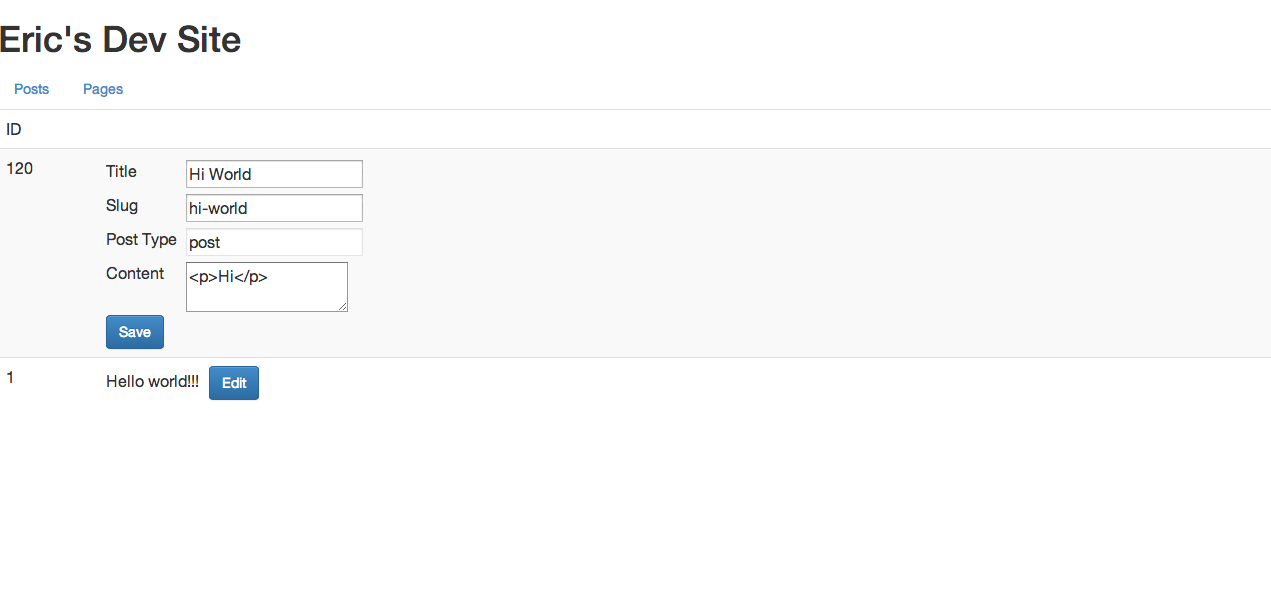 Eric's Dev Site
Posts Pages
ID
120 Title Hi World
Slug hi-world
Post Type post
Content <p>Hi</p>
Save
1 Hello world!!! Edit